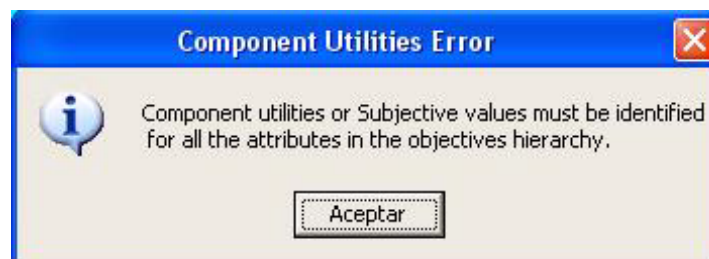 Component Utilities Error
Component utilities or Subjective values must be identified
for all the attributes in the objectives hierarchy.
Aceptar